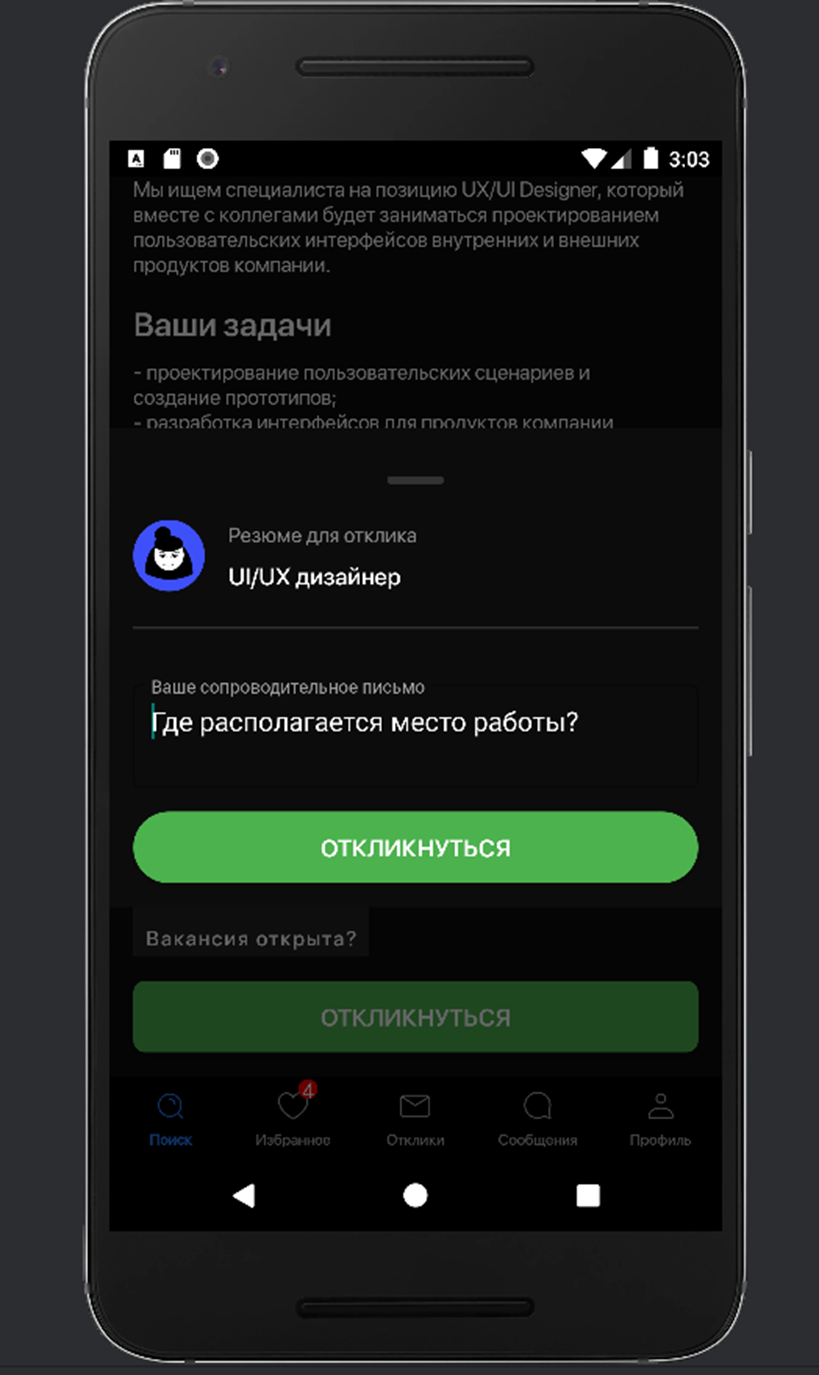 3:03
Мы ищем специалиста на позицию UX/UI Designer, который
вместе с коллегами будет заниматься проектированием
пользовательских интерфейсов внутренних и внешних
продуктов компании.
Ваши задачи
- проектирование пользовательских сценариев и
создание прототипов;
- разработка интерфейсов для продуктов компании
Резюме для отклика
UI/UX дизайнер
Ваше сопроводительное письмо
Где располагается место работы?
ОТКЛИКНУТЬСЯ
Вакансия открыта?
ОТКЛИКНУТЬСЯ
4
Поиск Избранное Отклики Сообщения Профиль